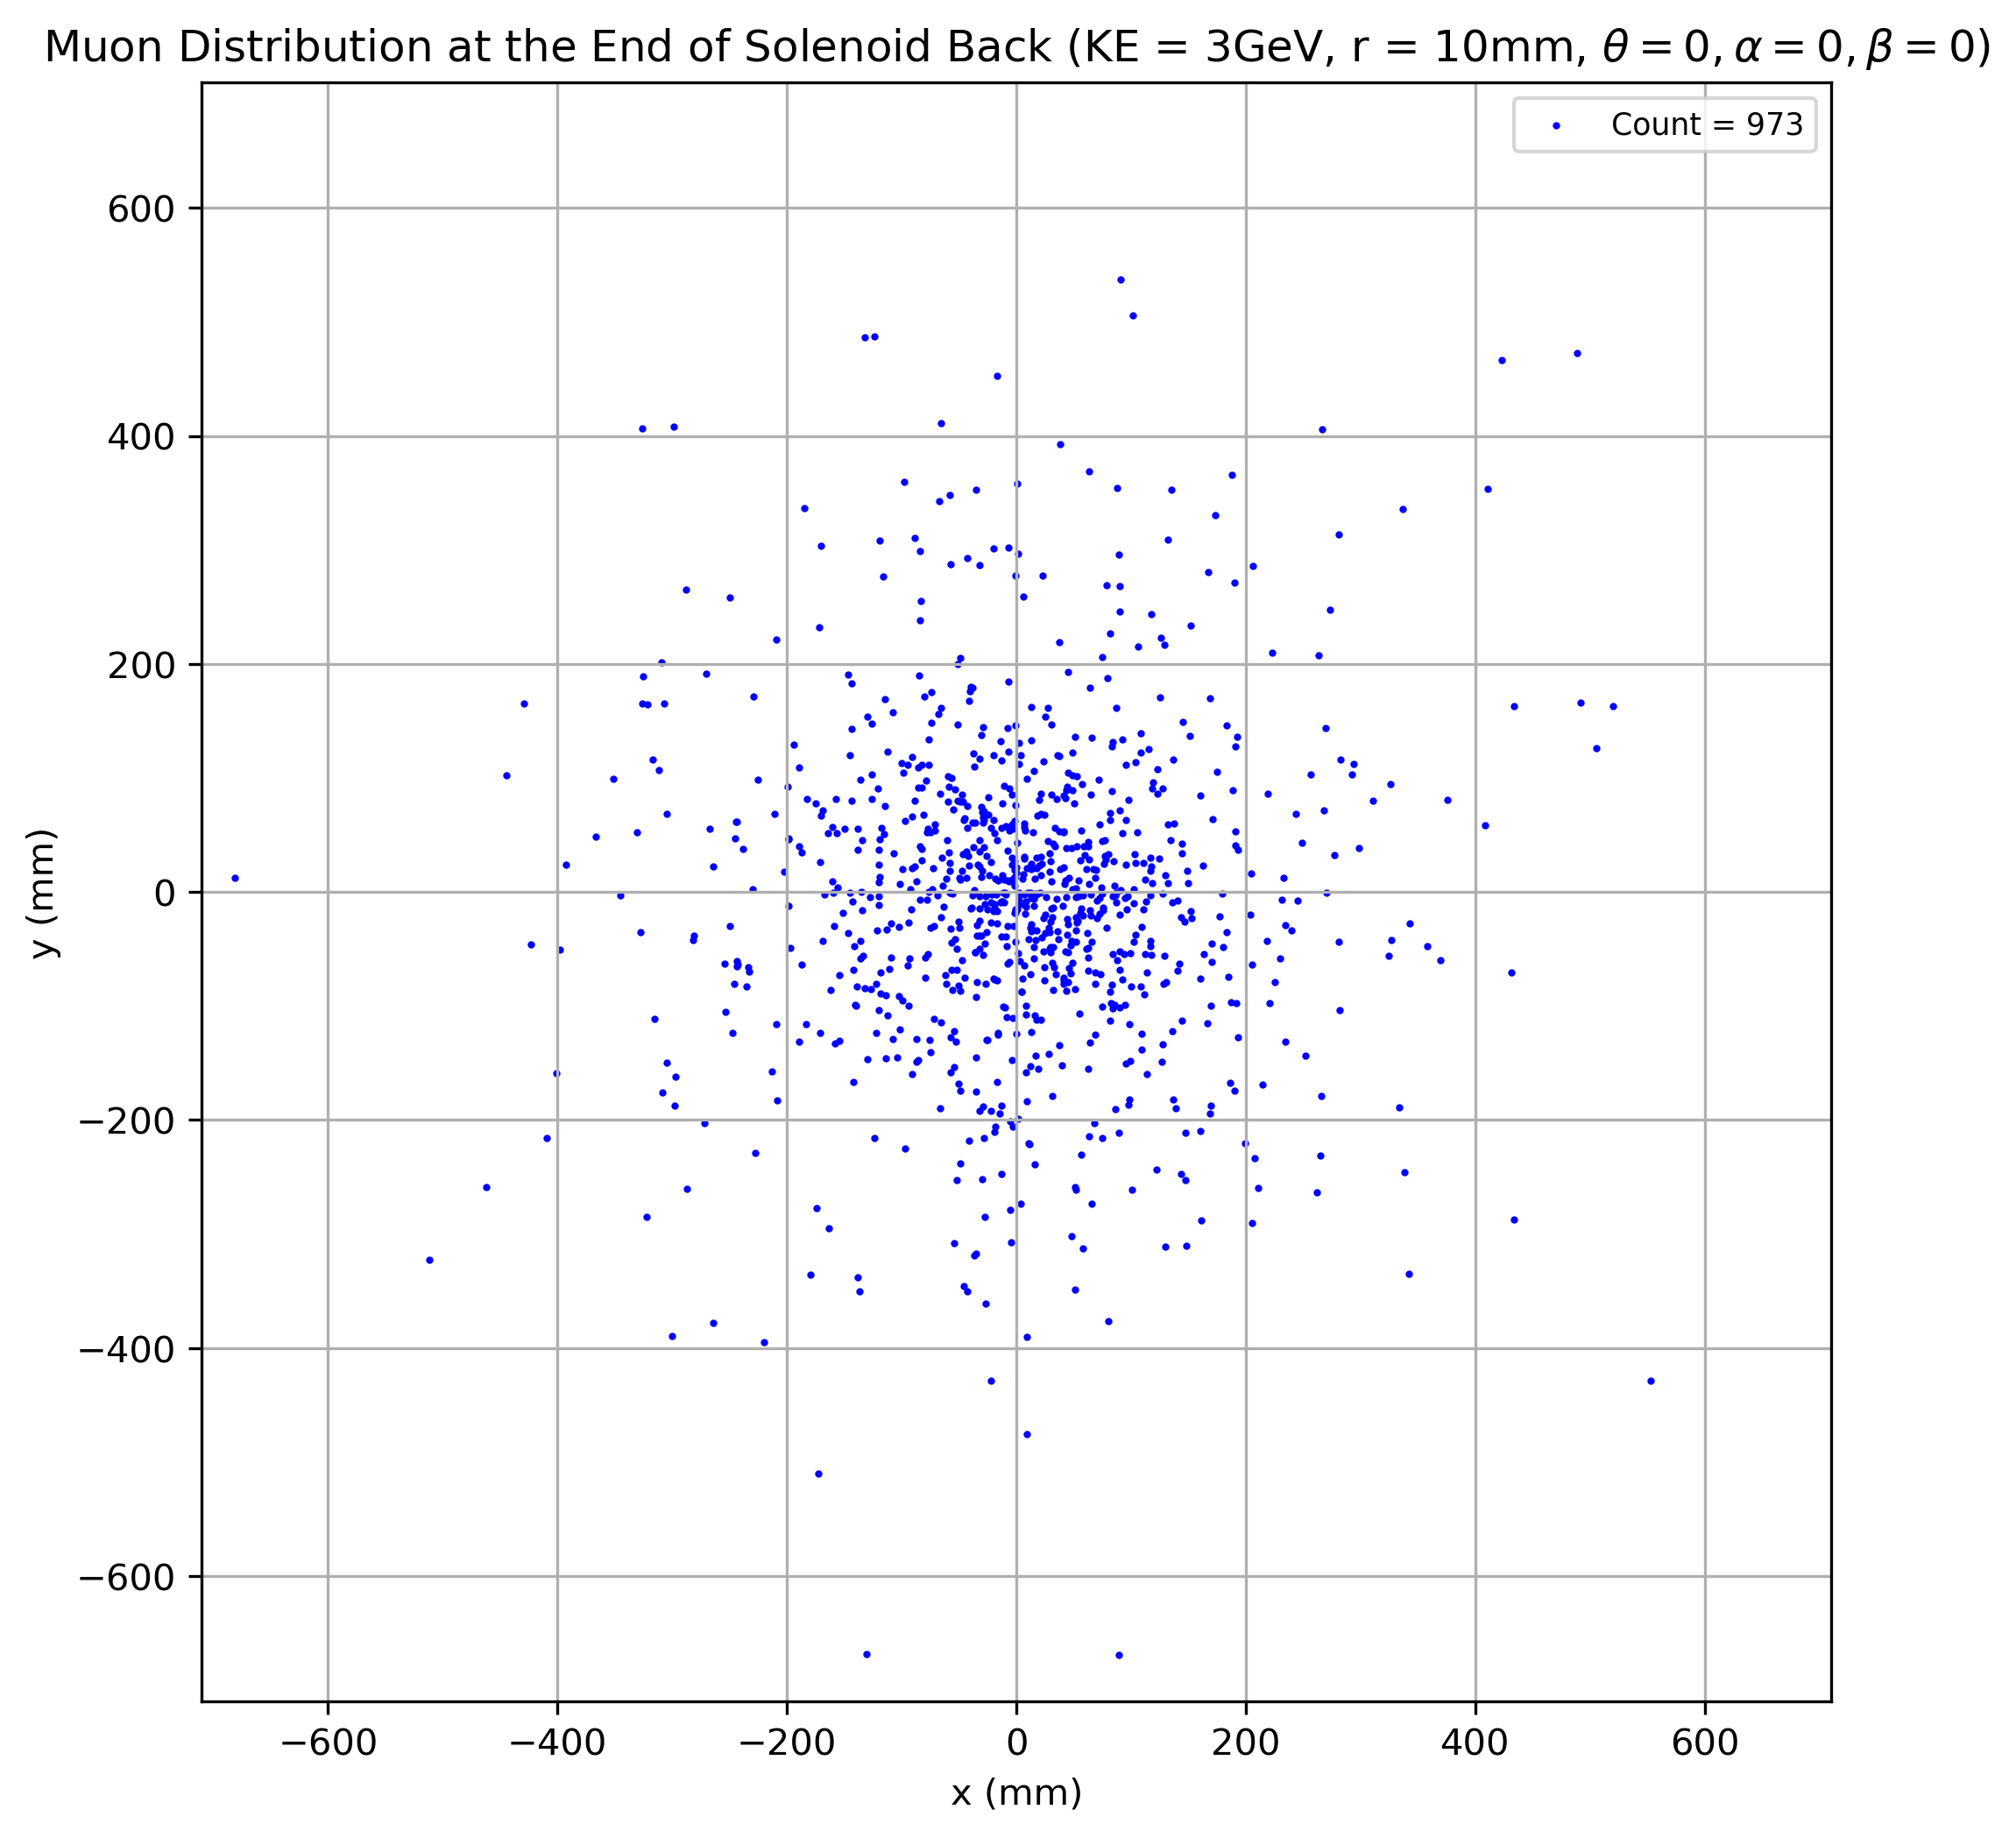 Muon Distribution at the End of Solenoid Back (KE = 3GeV, r = 10mm, θ = 0, α = 0, β = 0)
Count = 973
600
400
200
0
−200
−400
−600
y (mm)
−600 −400 −200 0 200 400 600
x (mm)